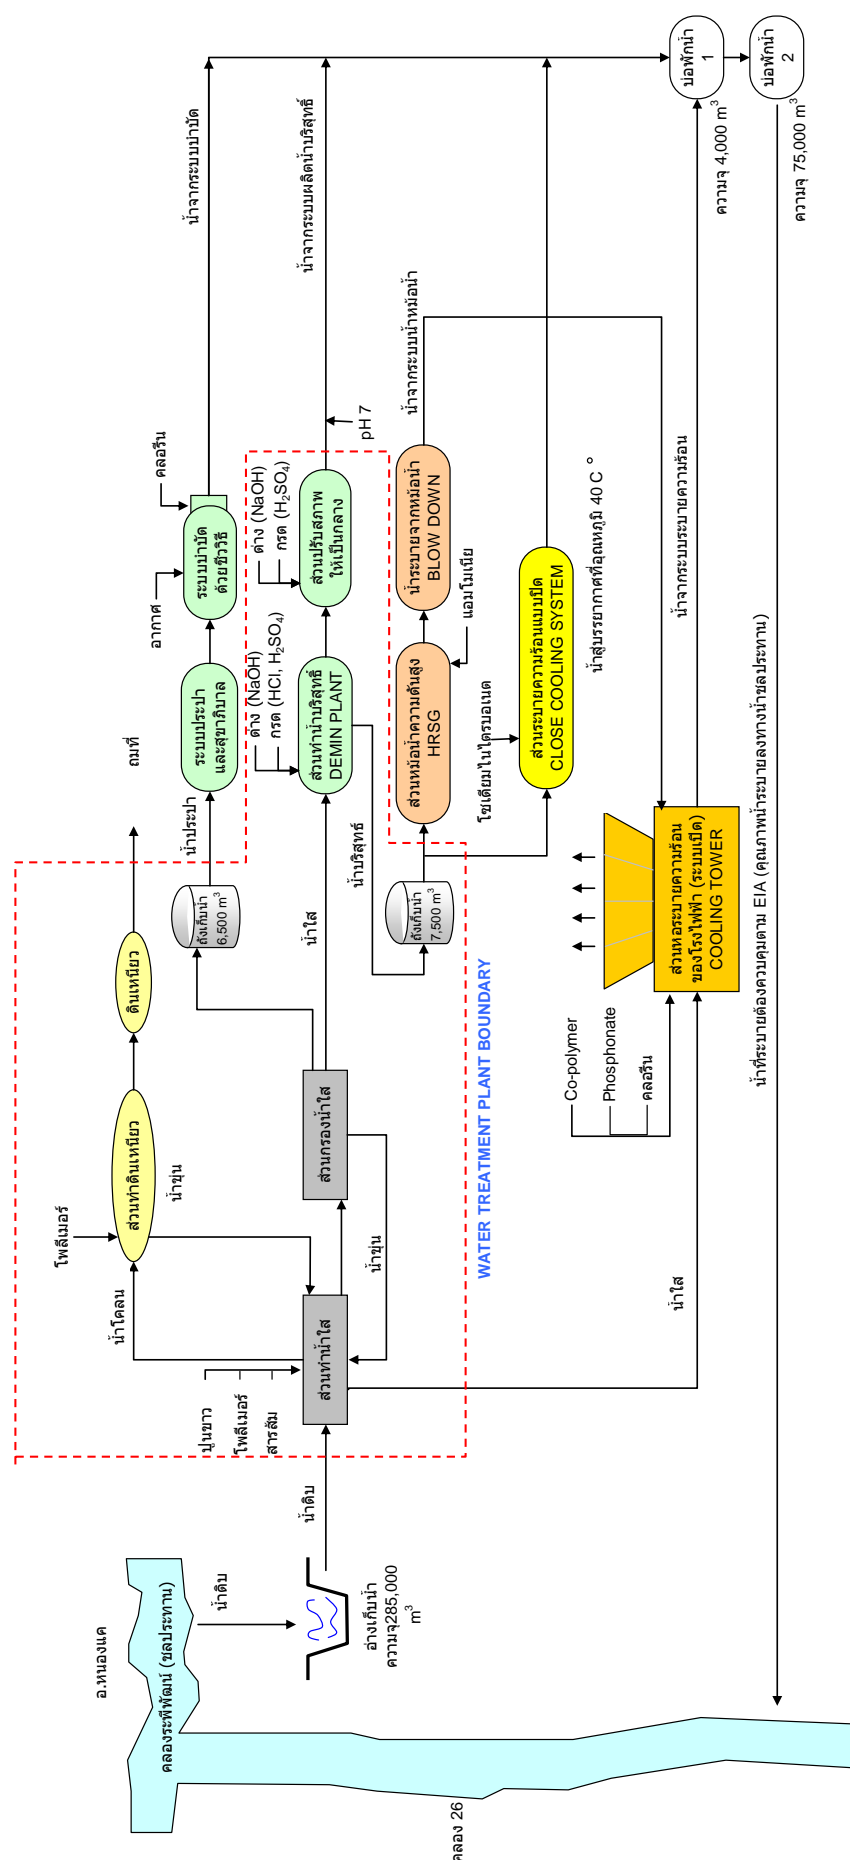 อ.หนองแค
คลองระพีพัฒน์ (ชลประทาน)
คลอง 26
น้ำดิบ
อ่างเก็บน้ำ
ความจุ285,000
m³
น้ำดิบ
ปูนขาว
โพลีเมอร์
สารส้ม
ส่วนทำน้ำใส
น้ำโคลน
โพลีเมอร์
ส่วนทำดินเหนียว
น้ำขุ่น
ดินเหนียว
ถมที่
ส่วนกรองน้ำใส
น้ำขุ่น
น้ำใส
น้ำใส
ถังเก็บน้ำ
6,500 m³
น้ำประปา
ระบบประปา
และสุขาภิบาล
อากาศ
ระบบบำบัด
ด้วยชีววิธี
คลอรีน
น้ำจากระบบบำบัด
ด่าง (NaOH)
กรด (HCl, H₂SO₄)
ส่วนทำน้ำบริสุทธิ์
DEMIN PLANT
ด่าง (NaOH)
กรด (H₂SO₄)
ส่วนปรับสภาพ
ให้เป็นกลาง
pH 7
น้ำจากระบบผลิตน้ำบริสุทธิ์
น้ำบริสุทธิ์
ถังเก็บน้ำ
7,500 m³
ส่วนหม้อน้ำความดันสูง
HRSG
แอมโมเนีย
น้ำระบายจากหม้อน้ำ
BLOW DOWN
น้ำจากระบบน้ำหม้อน้ำ
โซเดียมไนไตรบอเนต
ส่วนระบายความร้อนแบบปิด
CLOSE COOLING SYSTEM
น้ำสู่บรรยากาศที่อุณหภูมิ 40 C °
WATER TREATMENT PLANT BOUNDARY
Co-polymer
Phosphonate
คลอรีน
ส่วนหอระบายความร้อน
ของโรงไฟฟ้า (ระบบเปิด)
COOLING TOWER
น้ำจากระบบระบายความร้อน
บ่อพักน้ำ
1
ความจุ 4,000 m³
บ่อพักน้ำ
2
ความจุ 75,000 m³
น้ำที่ระบายต้องควบคุมตาม EIA (คุณภาพน้ำระบายลงทางน้ำชลประทาน)